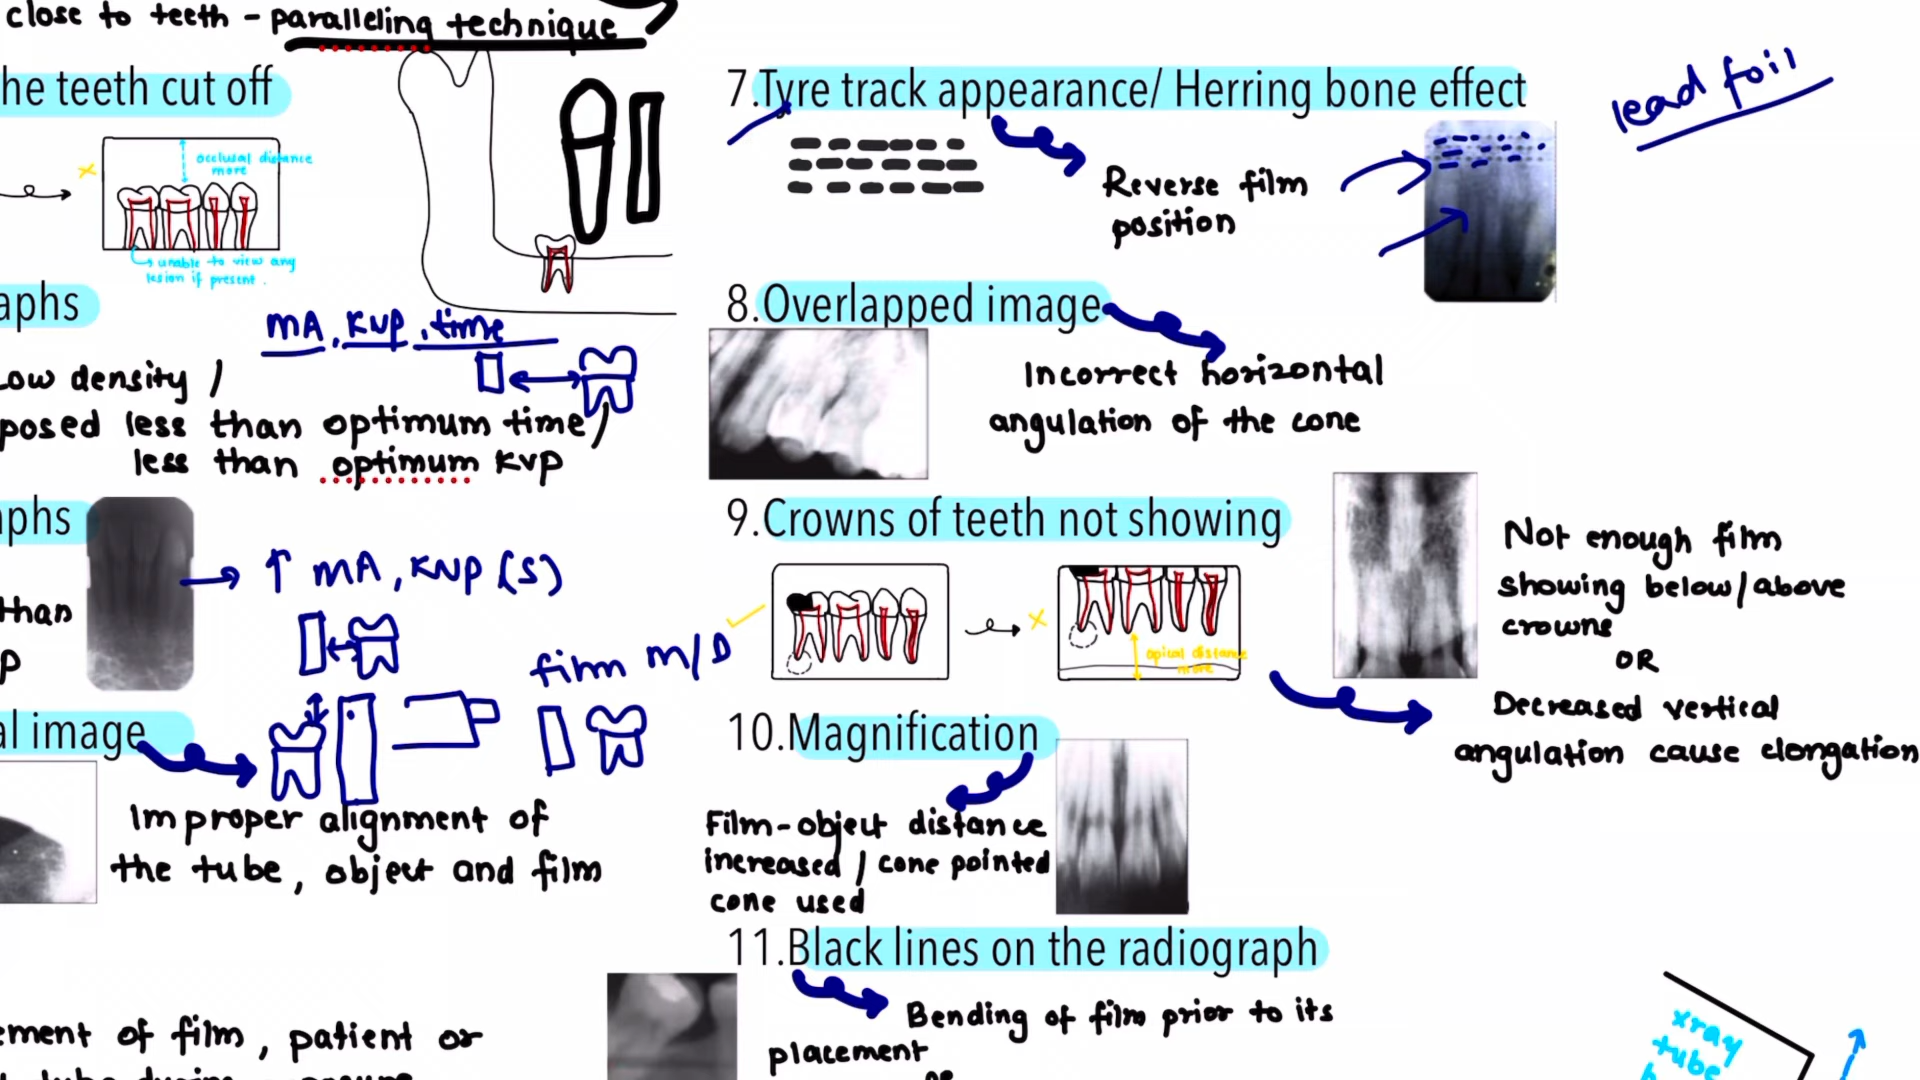 close to teeth - paralleling technique
he teeth cut off
occlusal distance
more
unable to view any
lesion if present.
aphs
mA, KVP, time
Low density /
posed less than optimum time /
less than optimum KVP
aphs
↑ mA, KVP (S)
than
P
film M/D
al image
Improper alignment of
the tube, object and film
ement of film, patient or
7.Tyre track appearance/ Herring bone effect
lead foil
Reverse film
position
8.Overlapped image
Incorrect horizontal
angulation of the cone
9.Crowns of teeth not showing
apical distance
more
Not enough film
showing below/above
crowns
OR
Decreased vertical
angulation cause elongation
10.Magnification
Film-object distance
increased / cone pointed
cone used
11.Black lines on the radiograph
Bending of film prior to its
placement
xray
tube